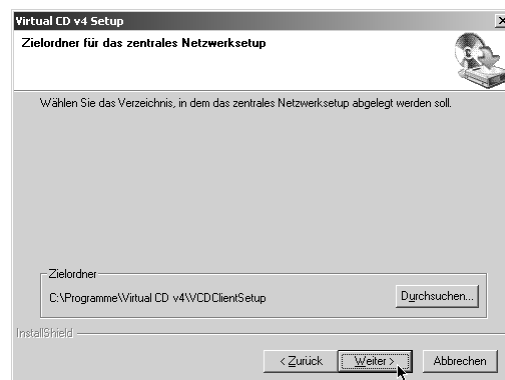 Virtual CD v4 Setup
Zielordner für das zentrales Netzwerksetup
Wählen Sie das Verzeichnis, in dem das zentrales Netzwerksetup abgelegt werden soll.
Zielordner
C:\Programme\Virtual CD v4\VCDClientSetup
Durchsuchen...
InstallShield
< Zurück
Weiter >
Abbrechen